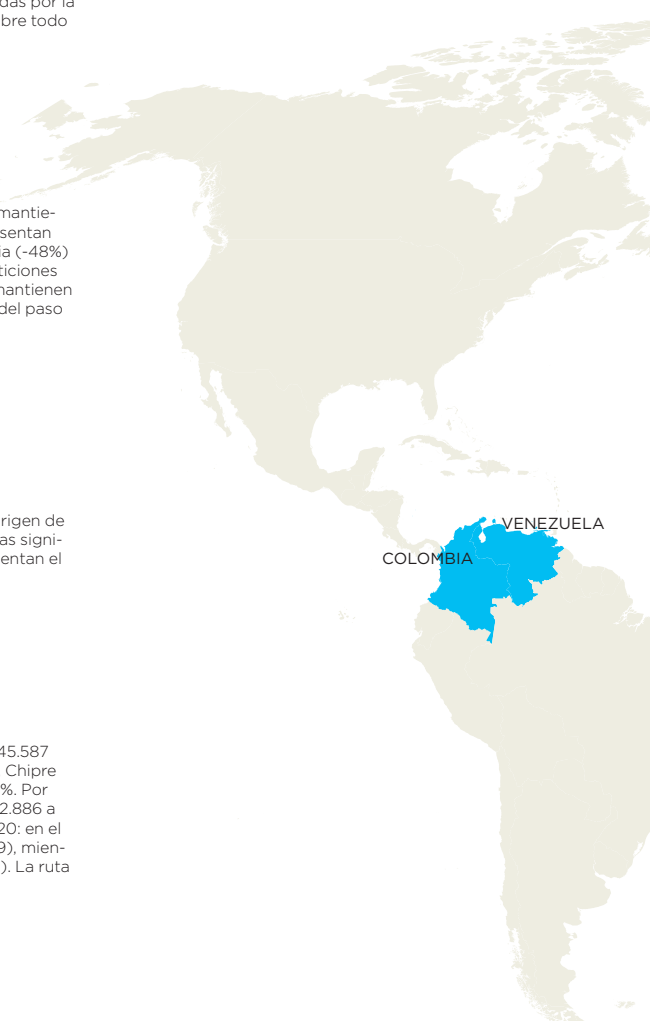 das por la
bre todo
mantie-
sentan
ia (-48%)
ticiones
mantienen
del paso
rigen de
as signi-
entan el
VENEZUELA
COLOMBIA
45.587
Chipre
%. Por
2.886 a
20: en el
9), mien-
). La ruta